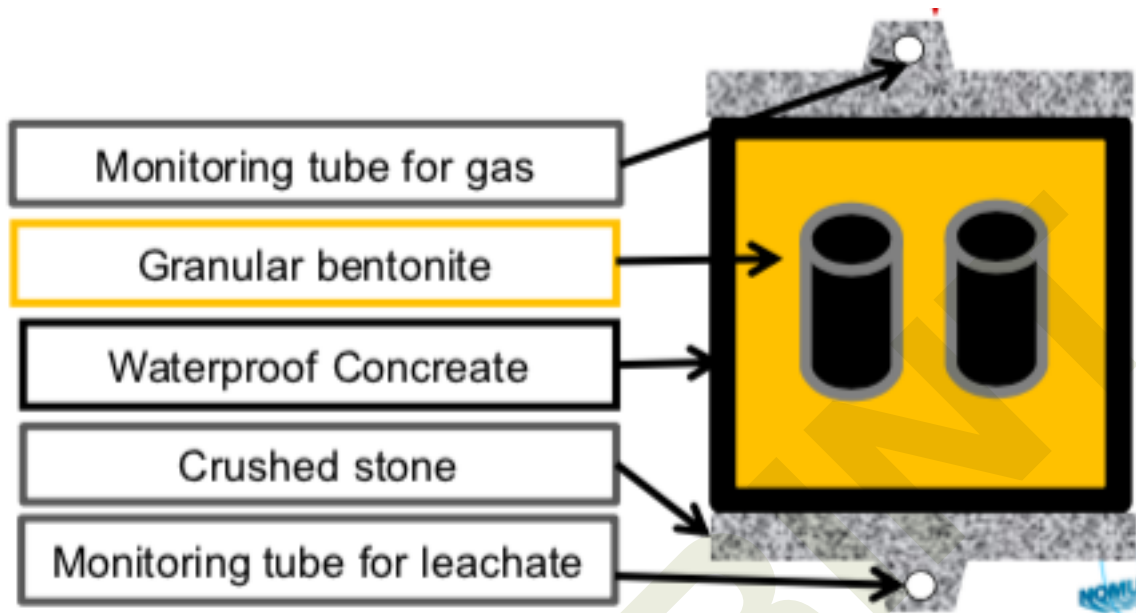 Monitoring tube for gas
Granular bentonite
Waterproof Concreate
Crushed stone
Monitoring tube for leachate